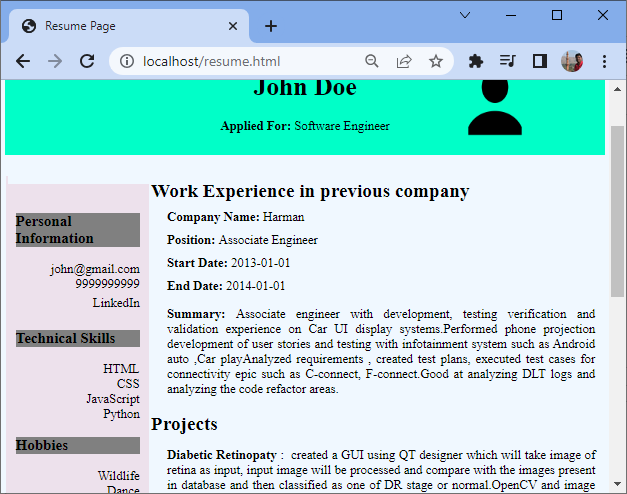 Resume Page
localhost/resume.html
John Doe
Applied For: Software Engineer
Personal
Information
john@gmail.com
9999999999
LinkedIn
Technical Skills
HTML
CSS
JavaScript
Python
Hobbies
Wildlife
Dance
Work Experience in previous company
Company Name: Harman
Position: Associate Engineer
Start Date: 2013-01-01
End Date: 2014-01-01
Summary: Associate engineer with development, testing verification and
validation experience on Car UI display systems.Performed phone projection
development of user stories and testing with infotainment system such as Android
auto ,Car playAnalyzed requirements , created test plans, executed test cases for
connectivity epic such as C-connect, F-connect.Good at analyzing DLT logs and
analyzing the code refactor areas.
Projects
Diabetic Retinopaty : created a GUI using QT designer which will take image of
retina as input, input image will be processed and compare with the images present
in database and then classified as one of DR stage or normal.OpenCV and image